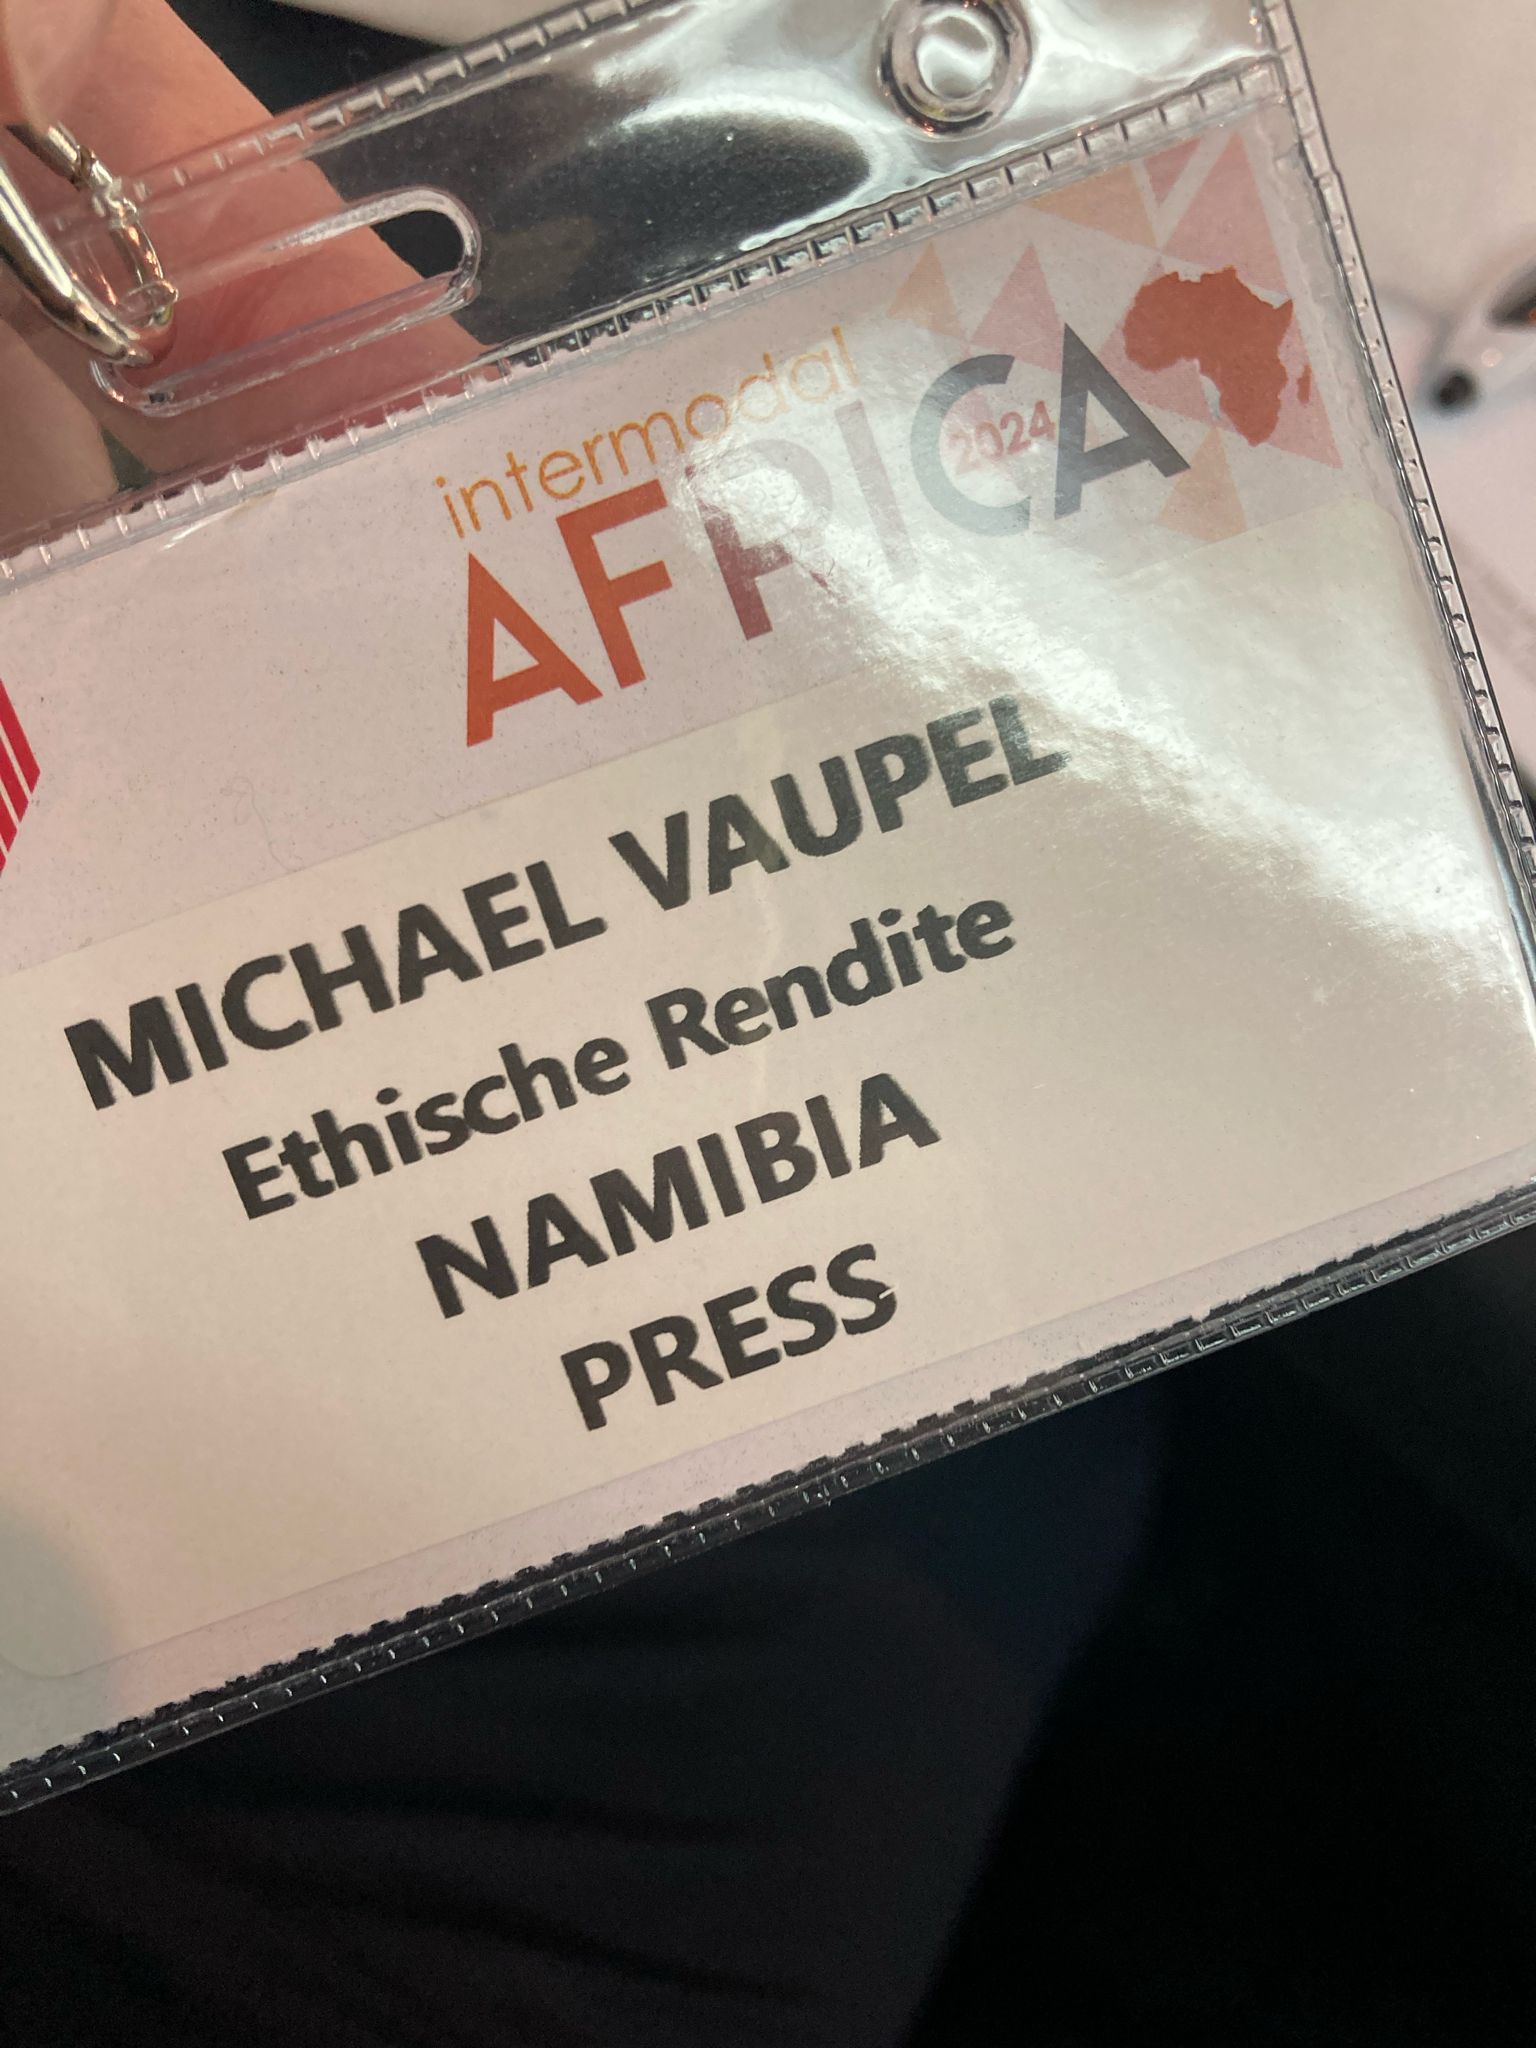 intermodal
AFRICA
2024
MICHAEL VAUPEL
Ethische Rendite
NAMIBIA
PRESS